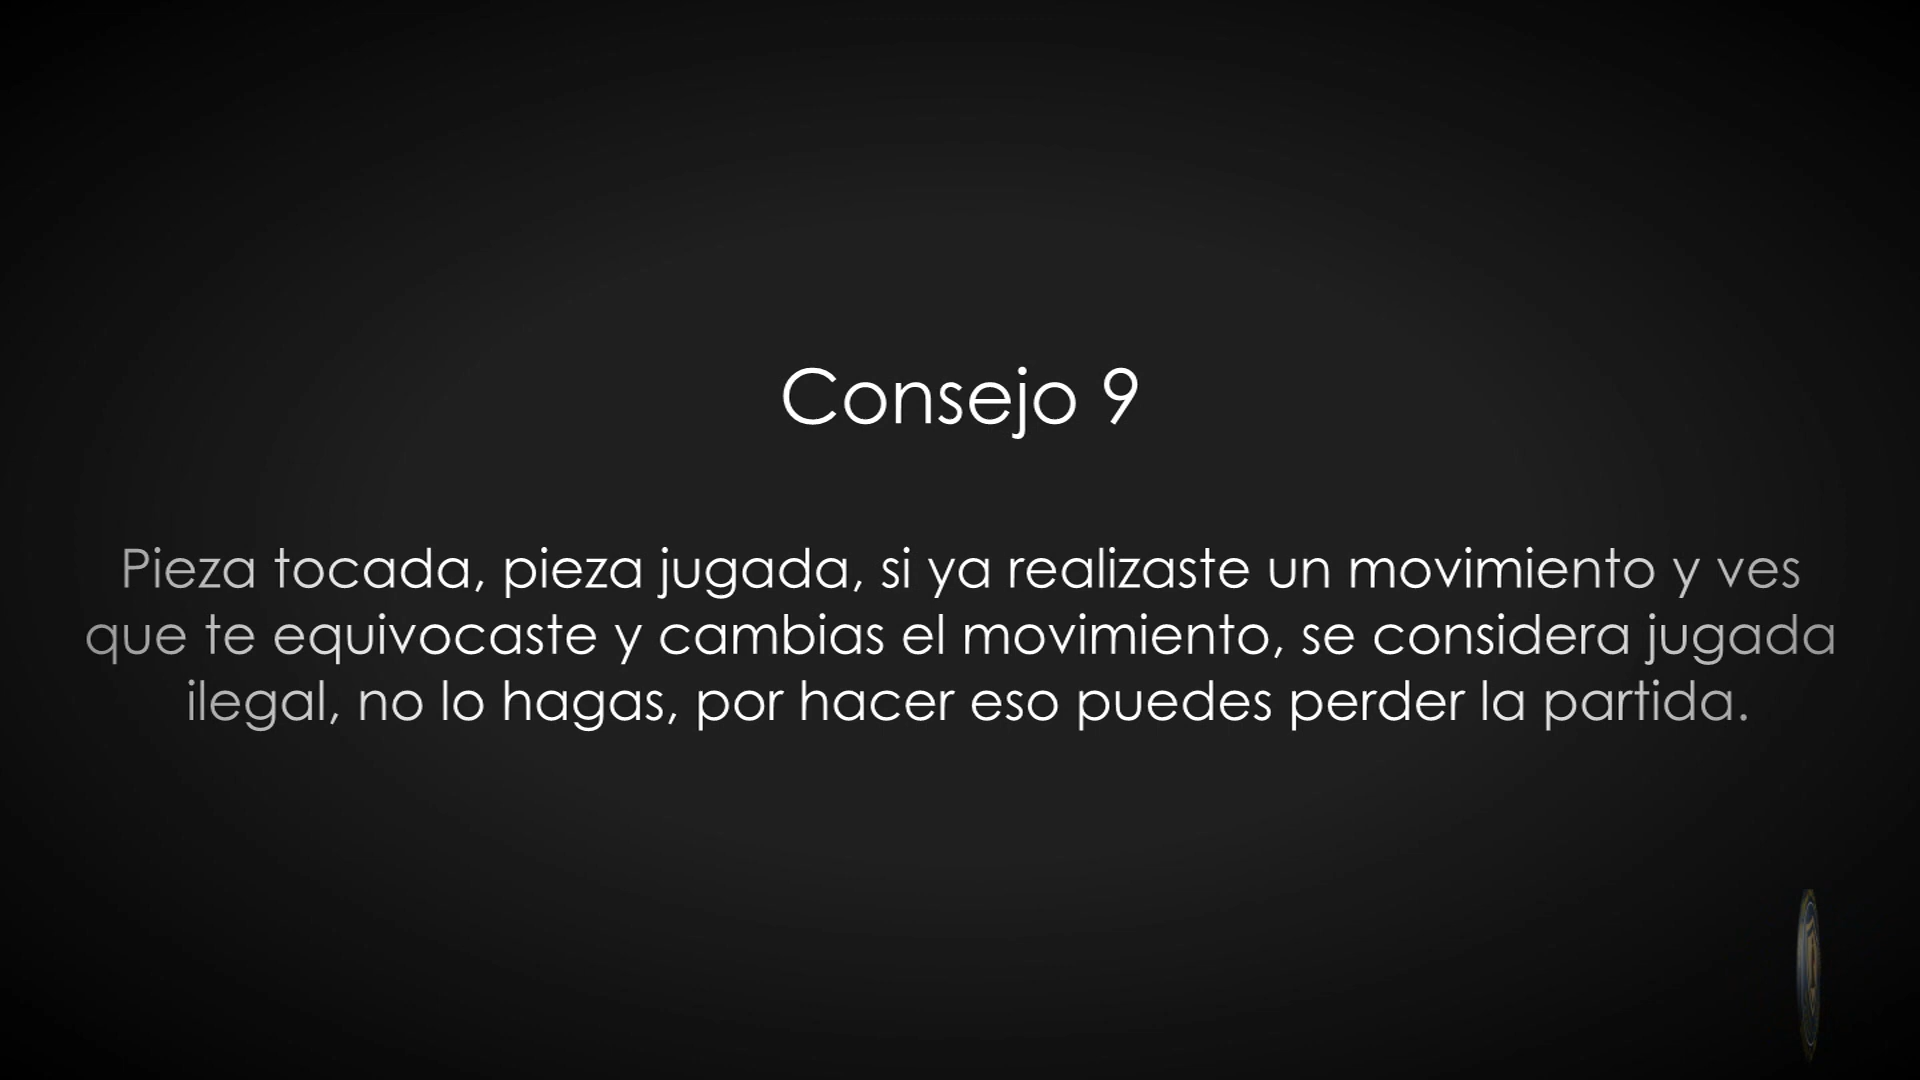 Consejo 9
Pieza tocada, pieza jugada, si ya realizaste un movimiento y ves
que te equivocaste y cambias el movimiento, se considera jugada
ilegal, no lo hagas, por hacer eso puedes perder la partida.